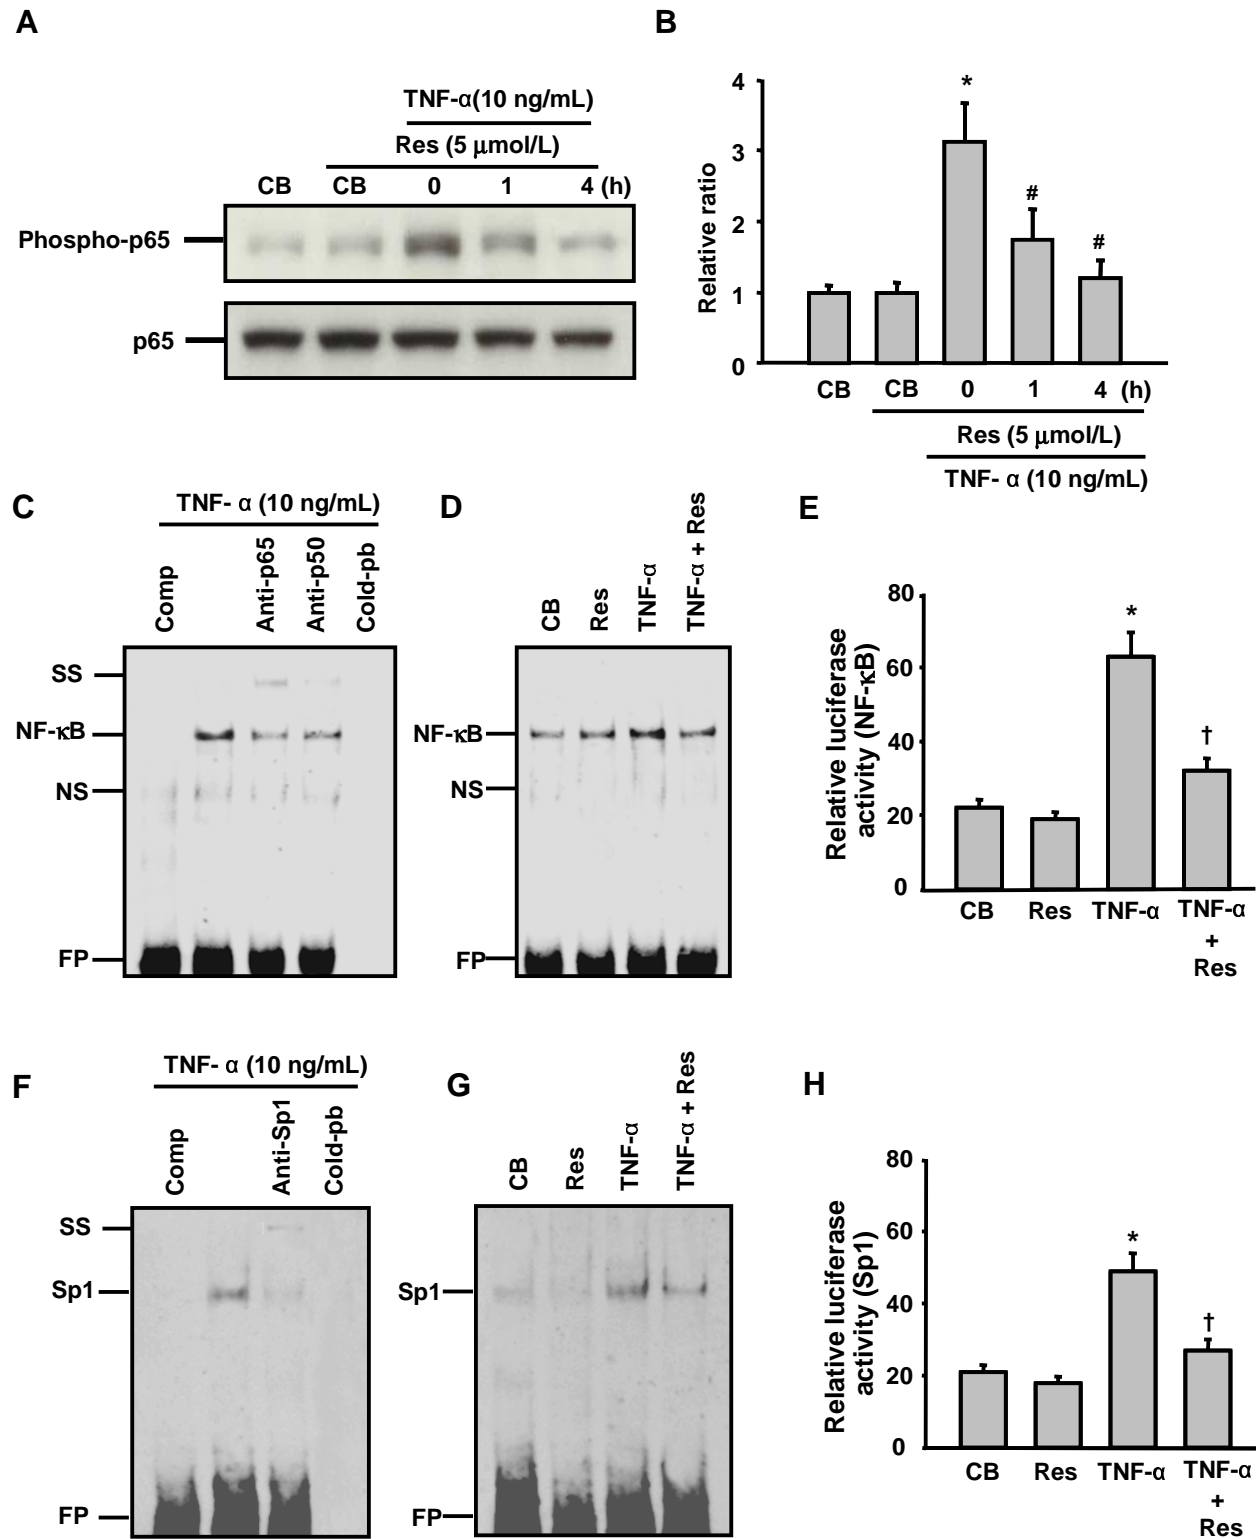 A
TNF-α(10 ng/mL)
Res (5 μmol/L)
CB CB 0 1 4 (h)
Phospho-p65
p65
B
Relative ratio
4
3
2
1
0
*
#
#
CB CB 0 1 4 (h)
Res (5 μmol/L)
TNF- α (10 ng/mL)
C
TNF- α (10 ng/mL)
Comp
Anti-p65
Anti-p50
Cold-pb
SS
NF-κB
NS
FP
D
CB
Res
TNF-α
TNF-α + Res
NF-κB
NS
FP
E
Relative luciferase
activity (NF-κB)
80
60
40
20
0
*
†
CB Res TNF-α TNF-α
+
Res
F
TNF- α (10 ng/mL)
Comp
Anti-Sp1
Cold-pb
SS
Sp1
FP
G
CB
Res
TNF-α
TNF-α + Res
Sp1
FP
H
Relative luciferase
activity (Sp1)
80
60
40
20
0
*
†
CB Res TNF-α TNF-α
+
Res